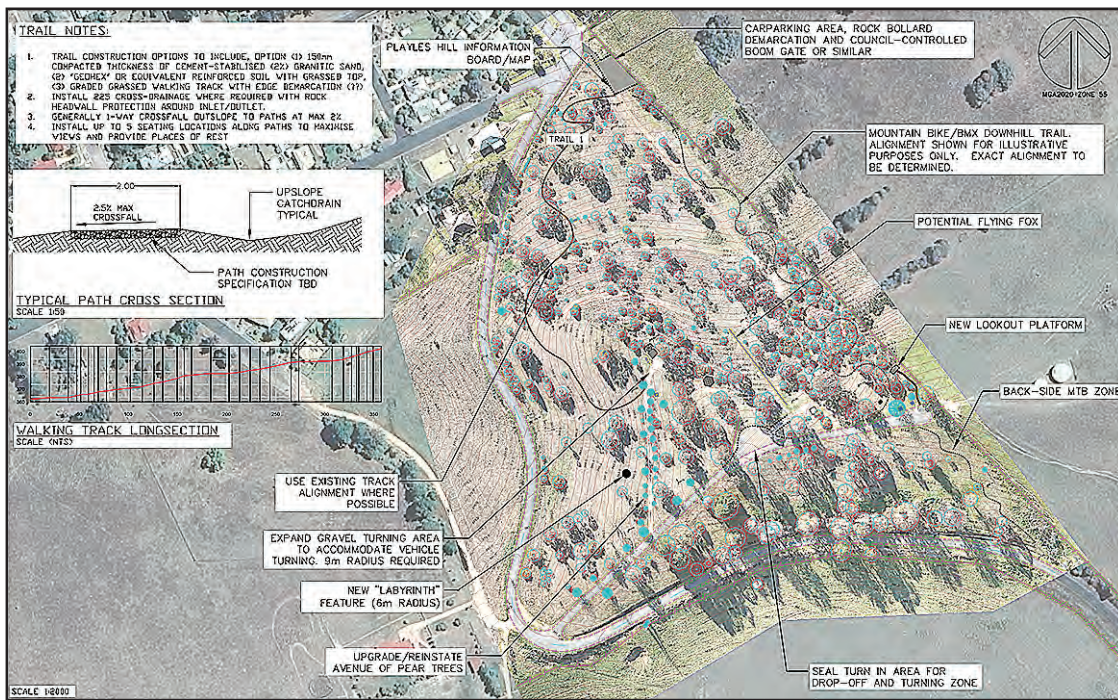 TRAIL NOTES:
1. TRAIL CONSTRUCTION OPTIONS TO INCLUDE, OPTION (1) 150mm
COMPACTED THICKNESS OF CEMENT-STABILISED (2%) GRANITIC SAND,
(2) "GEOHEX" OR EQUIVALENT REINFORCED SOIL WITH GRASSED TOP,
(3) GRADED GRASSED WALKING TRACK WITH EDGE DEMARCATION (??)
2. INSTALL 225 CROSS-DRAINAGE WHERE REQUIRED WITH ROCK
HEADWALL PROTECTION AROUND INLET/OUTLET.
3. GENERALLY 1-WAY CROSSFALL OUTSLOPE TO PATHS AT MAX 2%
4. INSTALL UP TO 5 SEATING LOCATIONS ALONG PATHS TO MAXIMISE
VIEWS AND PROVIDE PLACES OF REST
2.00
2.5% MAX
CROSSFALL
UPSLOPE
CATCHDRAIN
TYPICAL
PATH CONSTRUCTION
SPECIFICATION TBD
TYPICAL PATH CROSS SECTION
SCALE 1:50
0
50
100
150
200
250
300
350
WALKING TRACK LONGSECTION
SCALE (NTS)
PLAYLES HILL INFORMATION
BOARD/MAP
CARPARKING AREA, ROCK BOLLARD
DEMARCATION AND COUNCIL-CONTROLLED
BOOM GATE OR SIMILAR
MGA2020 ZONE 55
TRAIL 1
MOUNTAIN BIKE/BMX DOWNHILL TRAIL.
ALIGNMENT SHOWN FOR ILLUSTRATIVE
PURPOSES ONLY. EXACT ALIGNMENT TO
BE DETERMINED.
POTENTIAL FLYING FOX
NEW LOOKOUT PLATFORM
BACK-SIDE MTB ZONE
USE EXISTING TRACK
ALIGNMENT WHERE
POSSIBLE
EXPAND GRAVEL TURNING AREA
TO ACCOMMODATE VEHICLE
TURNING. 9m RADIUS REQUIRED
NEW "LABYRINTH"
FEATURE (6m RADIUS)
UPGRADE/REINSTATE
AVENUE OF PEAR TREES
SEAL TURN IN AREA FOR
DROP-OFF AND TURNING ZONE
SCALE 1:2000